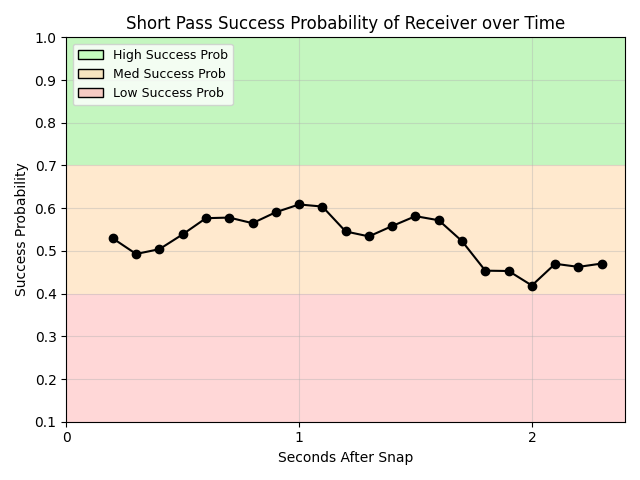 Short Pass Success Probability of Receiver over Time
1.0
High Success Prob
Med Success Prob
Low Success Prob
0.9
0.8
0.7
0.6
0.5
0.4
0.3
0.2
0.1
Success Probability
0
1
2
Seconds After Snap